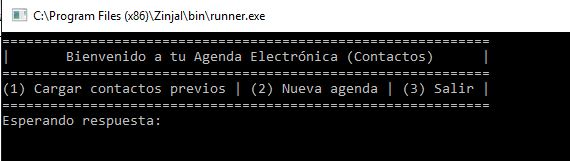 C:\Program Files (x86)\Zinjal\bin\runner.exe
=============================================================
|       Bienvenido a tu Agenda Electrónica (Contactos)      |
=============================================================
(1) Cargar contactos previos | (2) Nueva agenda | (3) Salir |
=============================================================
Esperando respuesta: